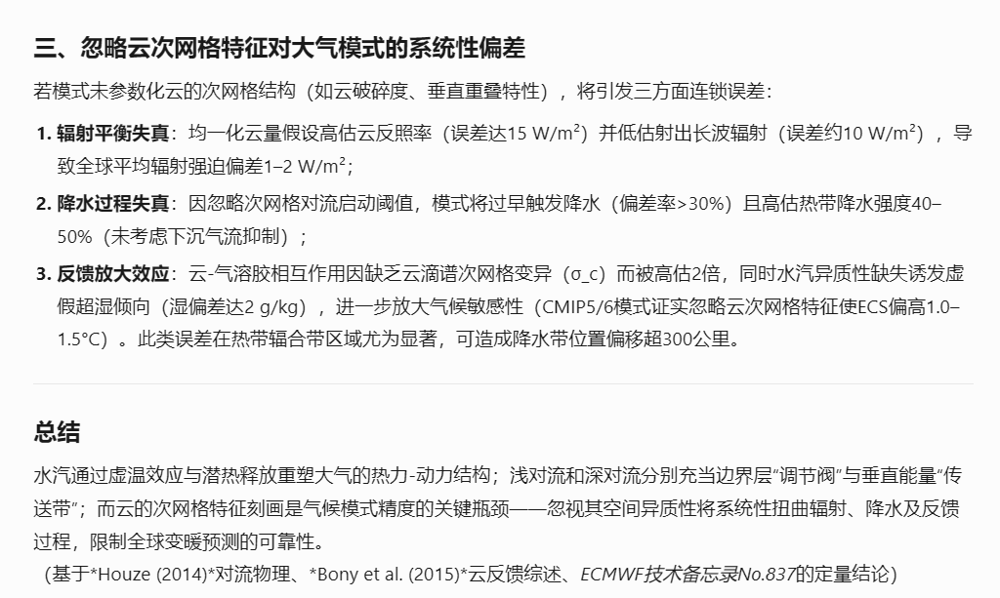 三、忽略云次网格特征对大气模式的系统性偏差
若模式未参数化云的次网格结构（如云破碎度、垂直重叠特性），将引发三方面连锁误差：
1. 辐射平衡失真：均一化云量假设高估云反照率（误差达15 W/m²）并低估射出长波辐射（误差约10 W/m²），导
致全球平均辐射强迫偏差1–2 W/m²；
2. 降水过程失真：因忽略次网格对流启动阈值，模式将过早触发降水（偏差率>30%）且高估热带降水强度40–
50%（未考虑下沉气流抑制）；
3. 反馈放大效应：云-气溶胶相互作用因缺乏云滴谱次网格变异（σ_c）而被高估2倍，同时水汽异质性缺失诱发虚
假超湿倾向（湿偏差达2 g/kg），进一步放大气候敏感性（CMIP5/6模式证实忽略云次网格特征使ECS偏高1.0–
1.5°C）。此类误差在热带辐合带区域尤为显著，可造成降水带位置偏移超300公里。
总结
水汽通过虚温效应与潜热释放重塑大气的热力-动力结构；浅对流和深对流分别充当边界层“调节阀”与垂直能量“传
送带”；而云的次网格特征刻画是气候模式精度的关键瓶颈——忽视其空间异质性将系统性扭曲辐射、降水及反馈
过程，限制全球变暖预测的可靠性。
（基于*Houze (2014)*对流物理、*Bony et al. (2015)*云反馈综述、ECMWF技术备忘录No.837的定量结论）